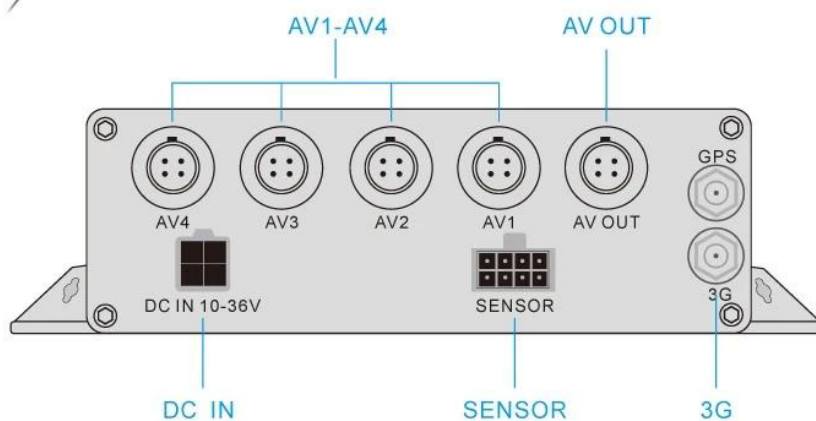 AV1-AV4 AV OUT
GPS
AV4 AV3 AV2 AV1 AV OUT
DC IN 10-36V SENSOR 3G
DC IN SENSOR 3G